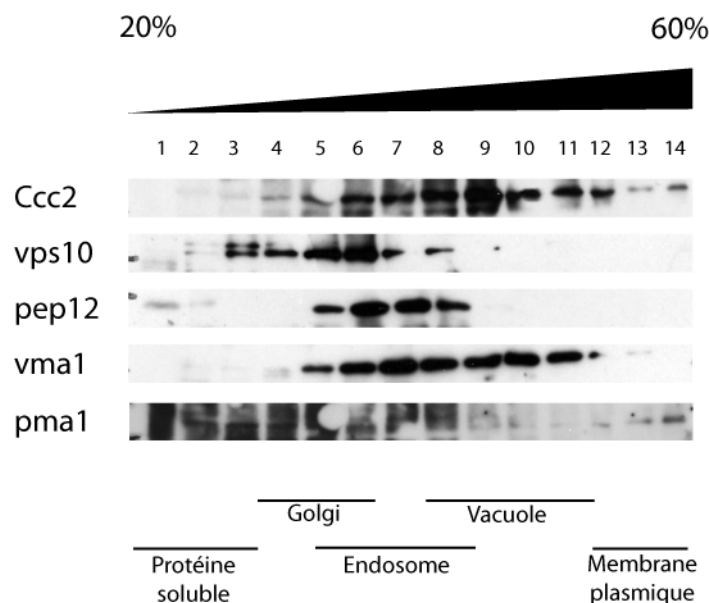 20% 60%
1 2 3 4 5 6 7 8 9 10 11 12 13 14
Ccc2
vps10
pep12
vma1
pma1
Golgi Vacuole
Protéine soluble Endosome Membrane plasmique